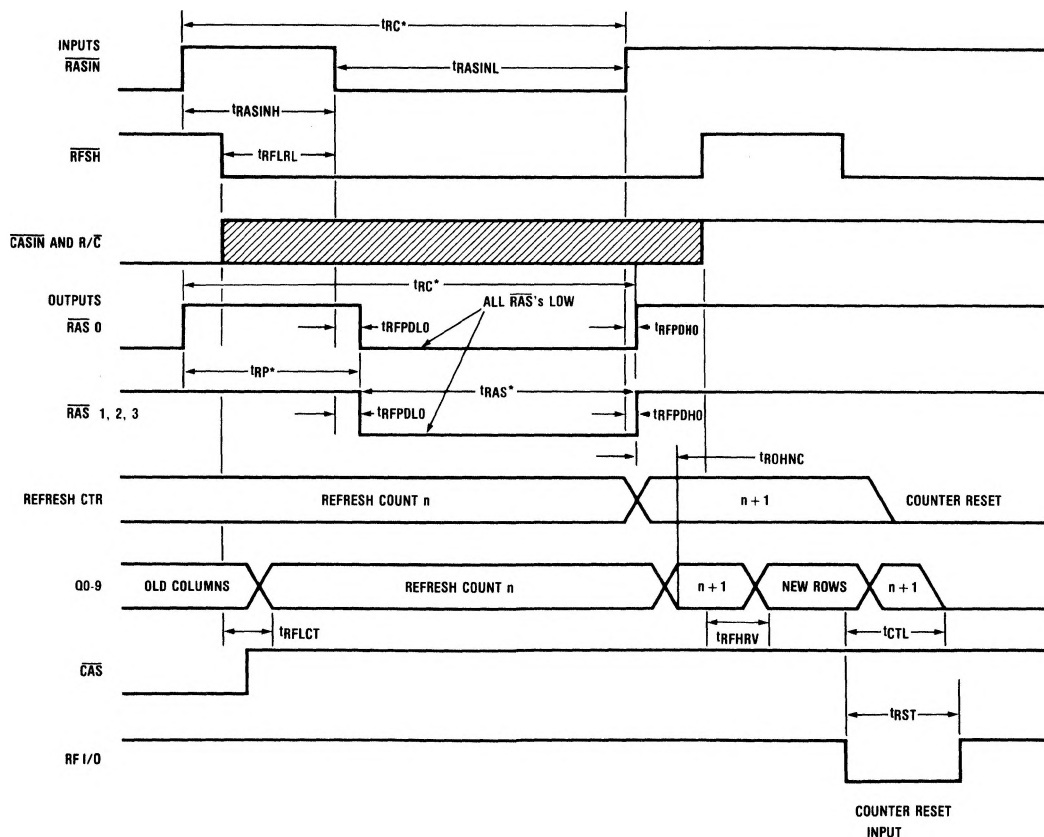 tRC*
INPUTS
RASIN
tRASINL
tRASINH
RFSH
tRFLRL
CASIN AND R/C
tRC*
OUTPUTS
ALL RAS's LOW
RAS 0
tRFPDL0
tRFPDH0
tRP*
tRAS*
RAS 1, 2, 3
tRFPDL0
tRFPDH0
tROHNC
REFRESH CTR
REFRESH COUNT n
n + 1
COUNTER RESET
Q0-9
OLD COLUMNS
REFRESH COUNT n
n + 1
NEW ROWS
n + 1
tRFLCT
tRFHRV
tCTL
CAS
tRST
RF I/O
COUNTER RESET
INPUT